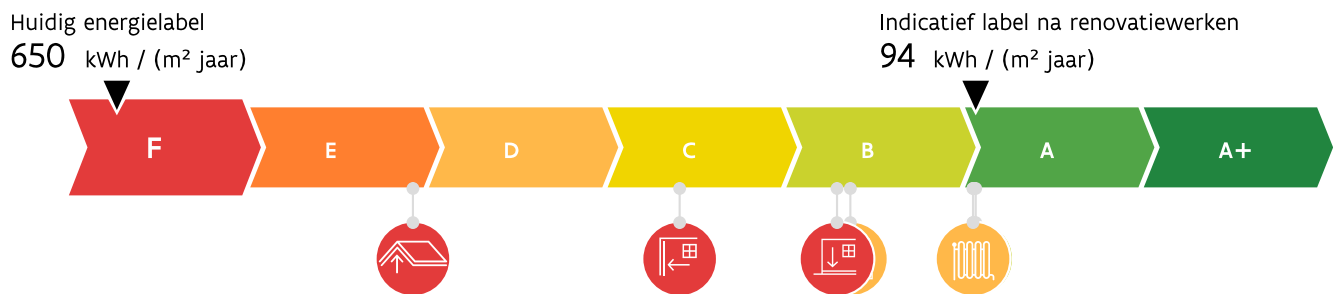 Huidig energielabel
650 kWh / (m² jaar)
Indicatief label na renovatiewerken
94 kWh / (m² jaar)
F E D C B A A+